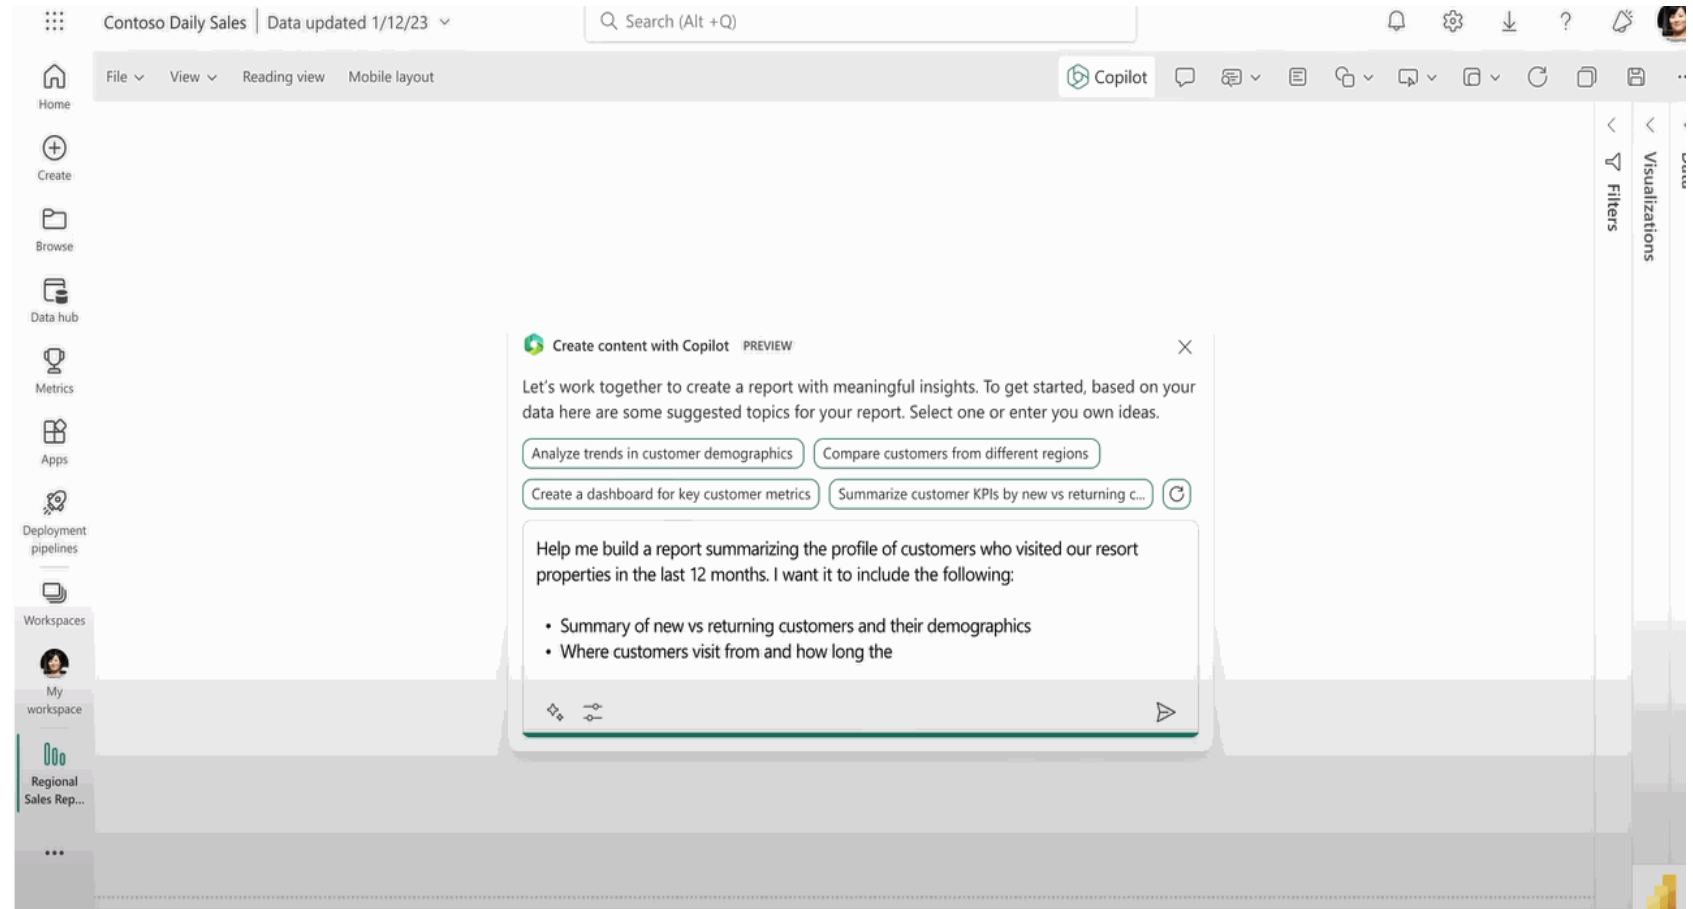 Contoso Daily Sales
Data updated 1/12/23
Search (Alt +Q)
File
View
Reading view
Mobile layout
Copilot
Home
Create
Browse
Data hub
Metrics
Apps
Deployment
pipelines
Workspaces
My
workspace
Regional
Sales Rep...
Create content with Copilot PREVIEW
Let's work together to create a report with meaningful insights. To get started, based on your
data here are some suggested topics for your report. Select one or enter you own ideas.
Analyze trends in customer demographics
Compare customers from different regions
Create a dashboard for key customer metrics
Summarize customer KPIs by new vs returning c...
Help me build a report summarizing the profile of customers who visited our resort
properties in the last 12 months. I want it to include the following:
• Summary of new vs returning customers and their demographics
• Where customers visit from and how long the
Filters
Visualizations
Data